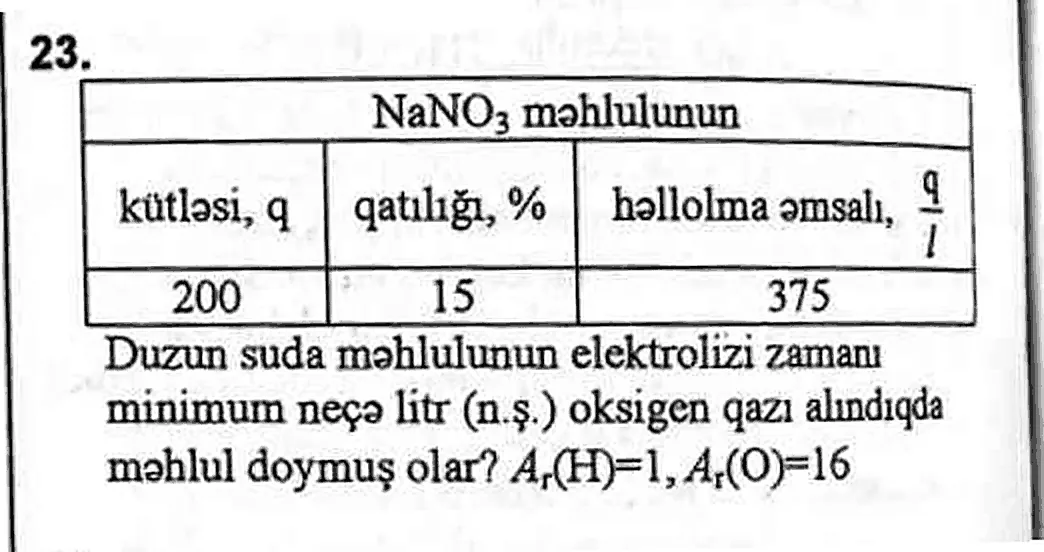 23.
NaNO₃ məhlulunun
kütləsi, q qatılığı, % həllolma əmsalı, q/l
200 15 375
Duzun suda məhlulunun elektrolizi zamanı
minimum neçə litr (n.ş.) oksigen qazı alındıqda
məhlul doymuş olar? Aᵣ(H)=1, Aᵣ(O)=16